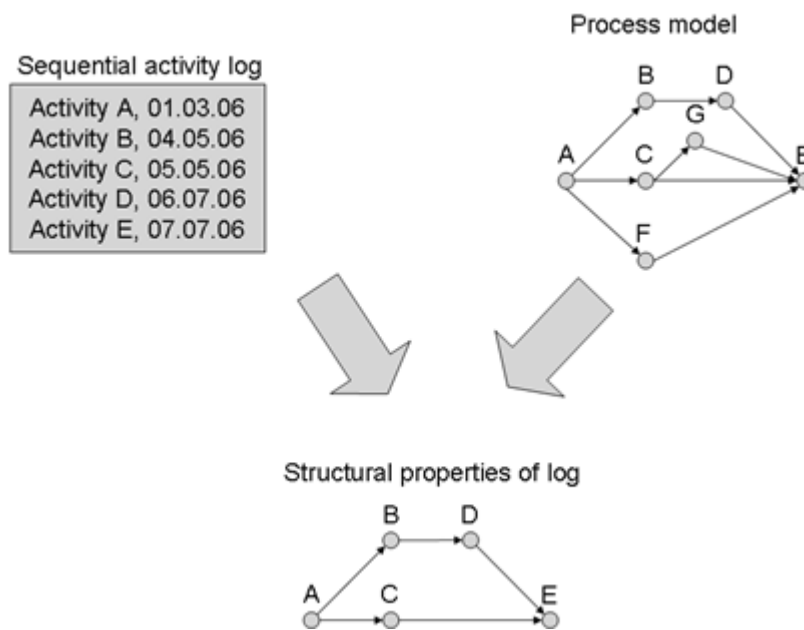 Process model
Sequential activity log
Activity A, 01.03.06
Activity B, 04.05.06
Activity C, 05.05.06
Activity D, 06.07.06
Activity E, 07.07.06
B D
G
A C E
F
Structural properties of log
B D
A C E